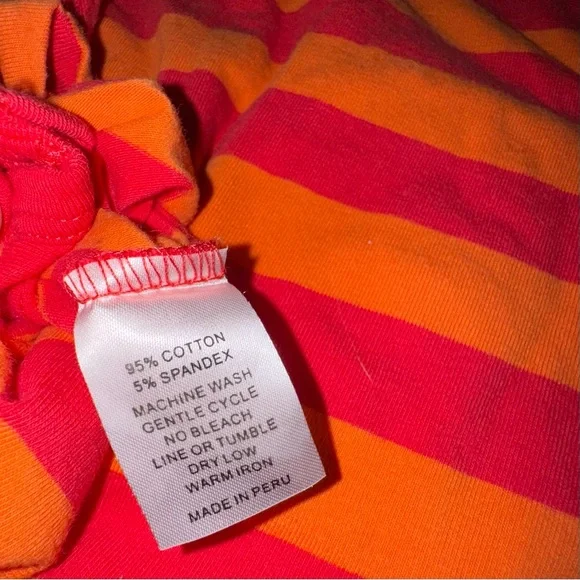 95% COTTON
5% SPANDEX
MACHINE WASH
GENTLE CYCLE
NO BLEACH
LINE OR TUMBLE
DRY LOW
WARM IRON
MADE IN PERU